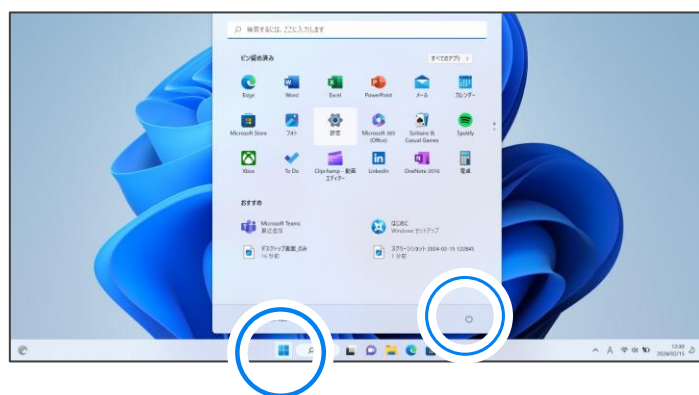 検索するには、ここに入力します
ピン留め済み
すべてのアプリ >
Edge
Word
Excel
PowerPoint
メール
カレンダー
Microsoft Store
フォト
設定
Microsoft 365
(Office)
Solitaire &
Casual Games
Spotify
Xbox
To Do
Clipchamp - 動画
エディター
LinkedIn
OneNote 2016
電卓
おすすめ
Microsoft Teams
最近追加
はじめに
Windows セットアップ
デスクトップ画面_のみ
スクリーンショット 2024-02-15 122845
1 分前
A
12:30
2024/02/15